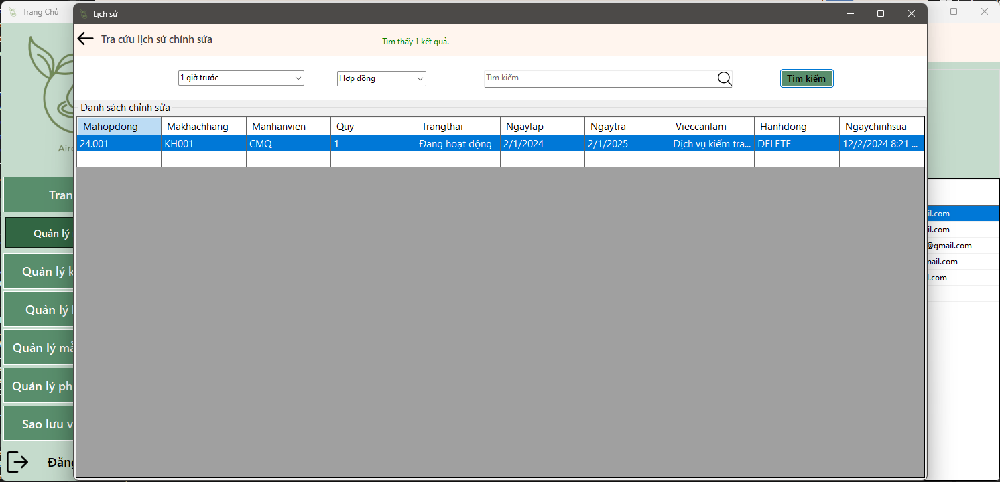 Trang Chủ
Lịch sử
Tra cứu lịch sử chỉnh sửa
Tìm thấy 1 kết quả.
1 giờ trước
Hợp đồng
Tìm kiếm
Tìm kiếm
Danh sách chỉnh sửa
Mahopdong Makhachhang Manhanvien Quy Trangthai Ngaylap Ngaytra Vieccanlam Hanhdong Ngaychinhsua
24.001 KH001 CMQ 1 Đang hoạt động 2/1/2024 2/1/2025 Dịch vụ kiểm tra... DELETE 12/2/2024 8:21 ...
Aire
Tran
Quản lý
Quản lý k
Quản lý
Quản lý mẫ
Quản lý ph
Sao lưu v
Đăng
il.com
il.com
@gmail.com
mail.com
l.com